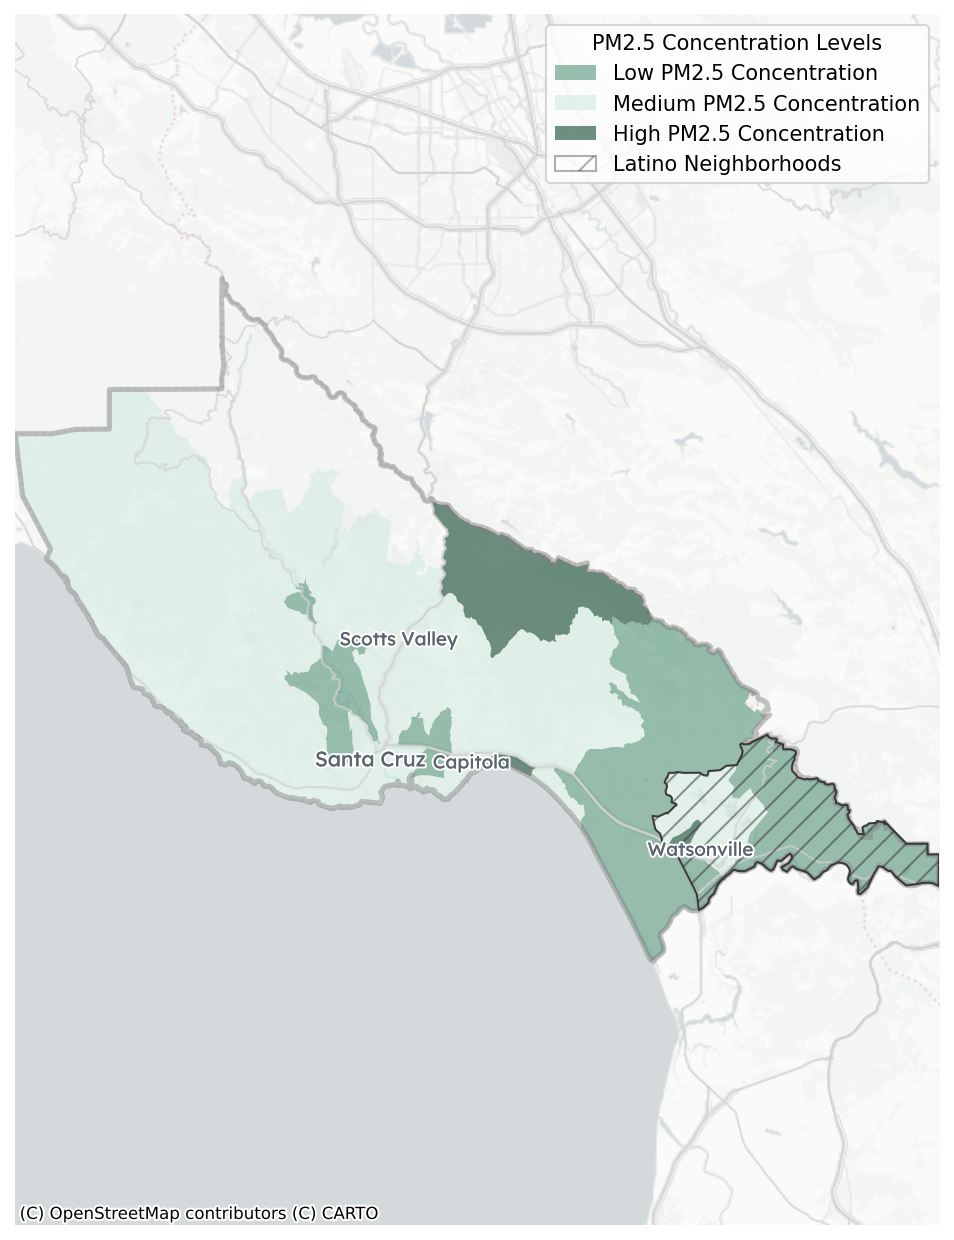 PM2.5 Concentration Levels
Low PM2.5 Concentration
Medium PM2.5 Concentration
High PM2.5 Concentration
Latino Neighborhoods
Scotts Valley
Santa Cruz
Capitola
Watsonville
(C) OpenStreetMap contributors (C) CARTO